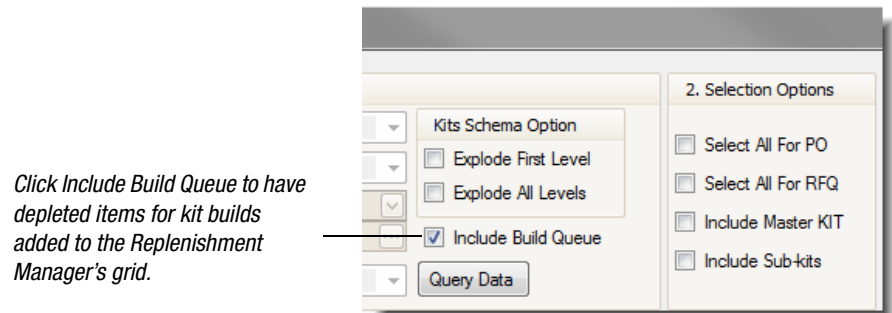 Click Include Build Queue to have
depleted items for kit builds
added to the Replenishment
Manager's grid.
Kits Schema Option
Explode First Level
Explode All Levels
Include Build Queue
Query Data
2. Selection Options
Select All For PO
Select All For RFQ
Include Master KIT
Include Sub-kits